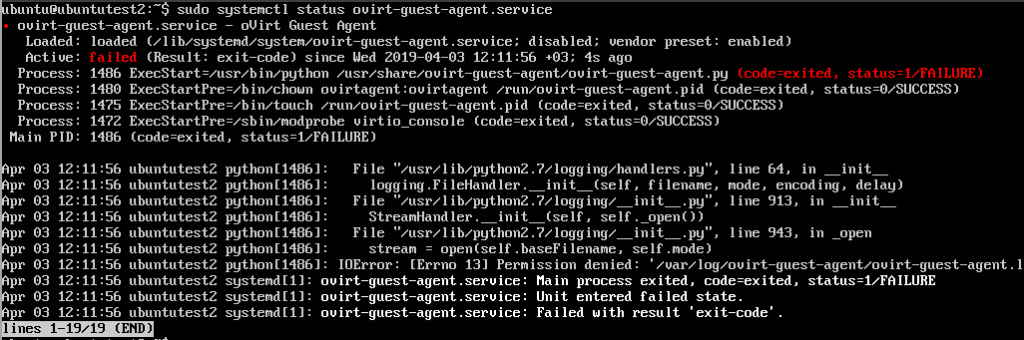 ubuntu@ubuntutest2:~$ sudo systemctl status ovirt-guest-agent.service
● ovirt-guest-agent.service - oVirt Guest Agent
Loaded: loaded (/lib/systemd/system/ovirt-guest-agent.service; disabled; vendor preset: enabled)
Active: failed (Result: exit-code) since Wed 2019-04-03 12:11:56 +03; 4s ago
Process: 1486 ExecStart=/usr/bin/python /usr/share/ovirt-guest-agent/ovirt-guest-agent.py (code=exited, status=1/FAILURE)
Process: 1480 ExecStartPre=/bin/chown ovirtagent:ovirtagent /run/ovirt-guest-agent.pid (code=exited, status=0/SUCCESS)
Process: 1475 ExecStartPre=/bin/touch /run/ovirt-guest-agent.pid (code=exited, status=0/SUCCESS)
Process: 1472 ExecStartPre=/sbin/modprobe virtio_console (code=exited, status=0/SUCCESS)
Main PID: 1486 (code=exited, status=1/FAILURE)
Apr 03 12:11:56 ubuntutest2 python[1486]:   File "/usr/lib/python2.7/logging/handlers.py", line 64, in __init__
Apr 03 12:11:56 ubuntutest2 python[1486]:     logging.FileHandler.__init__(self, filename, mode, encoding, delay)
Apr 03 12:11:56 ubuntutest2 python[1486]:   File "/usr/lib/python2.7/logging/__init__.py", line 913, in __init__
Apr 03 12:11:56 ubuntutest2 python[1486]:     StreamHandler.__init__(self, self._open())
Apr 03 12:11:56 ubuntutest2 python[1486]:   File "/usr/lib/python2.7/logging/__init__.py", line 943, in _open
Apr 03 12:11:56 ubuntutest2 python[1486]:     stream = open(self.baseFilename, self.mode)
Apr 03 12:11:56 ubuntutest2 python[1486]: IOError: [Errno 13] Permission denied: '/var/log/ovirt-guest-agent/ovirt-guest-agent.l
Apr 03 12:11:56 ubuntutest2 systemd[1]: ovirt-guest-agent.service: Main process exited, code=exited, status=1/FAILURE
Apr 03 12:11:56 ubuntutest2 systemd[1]: ovirt-guest-agent.service: Unit entered failed state.
Apr 03 12:11:56 ubuntutest2 systemd[1]: ovirt-guest-agent.service: Failed with result 'exit-code'.
lines 1-19/19 (END)